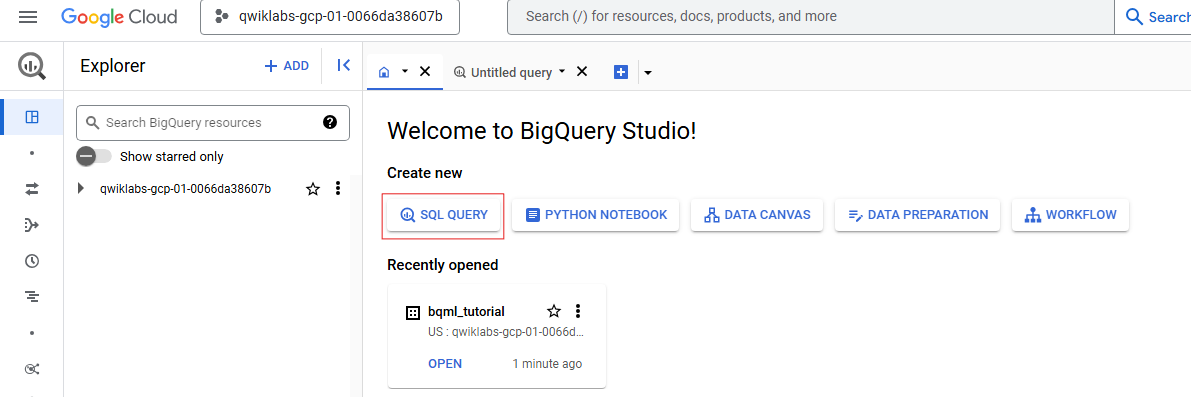 Google Cloud
qwiklabs-gcp-01-0066da38607b
Search (/) for resources, docs, products, and more
Search
Explorer
+ ADD
Untitled query
Search BigQuery resources
Show starred only
qwiklabs-gcp-01-0066da38607b
Welcome to BigQuery Studio!
Create new
SQL QUERY
PYTHON NOTEBOOK
DATA CANVAS
DATA PREPARATION
WORKFLOW
Recently opened
bqml_tutorial
US : qwiklabs-gcp-01-0066d...
OPEN
1 minute ago